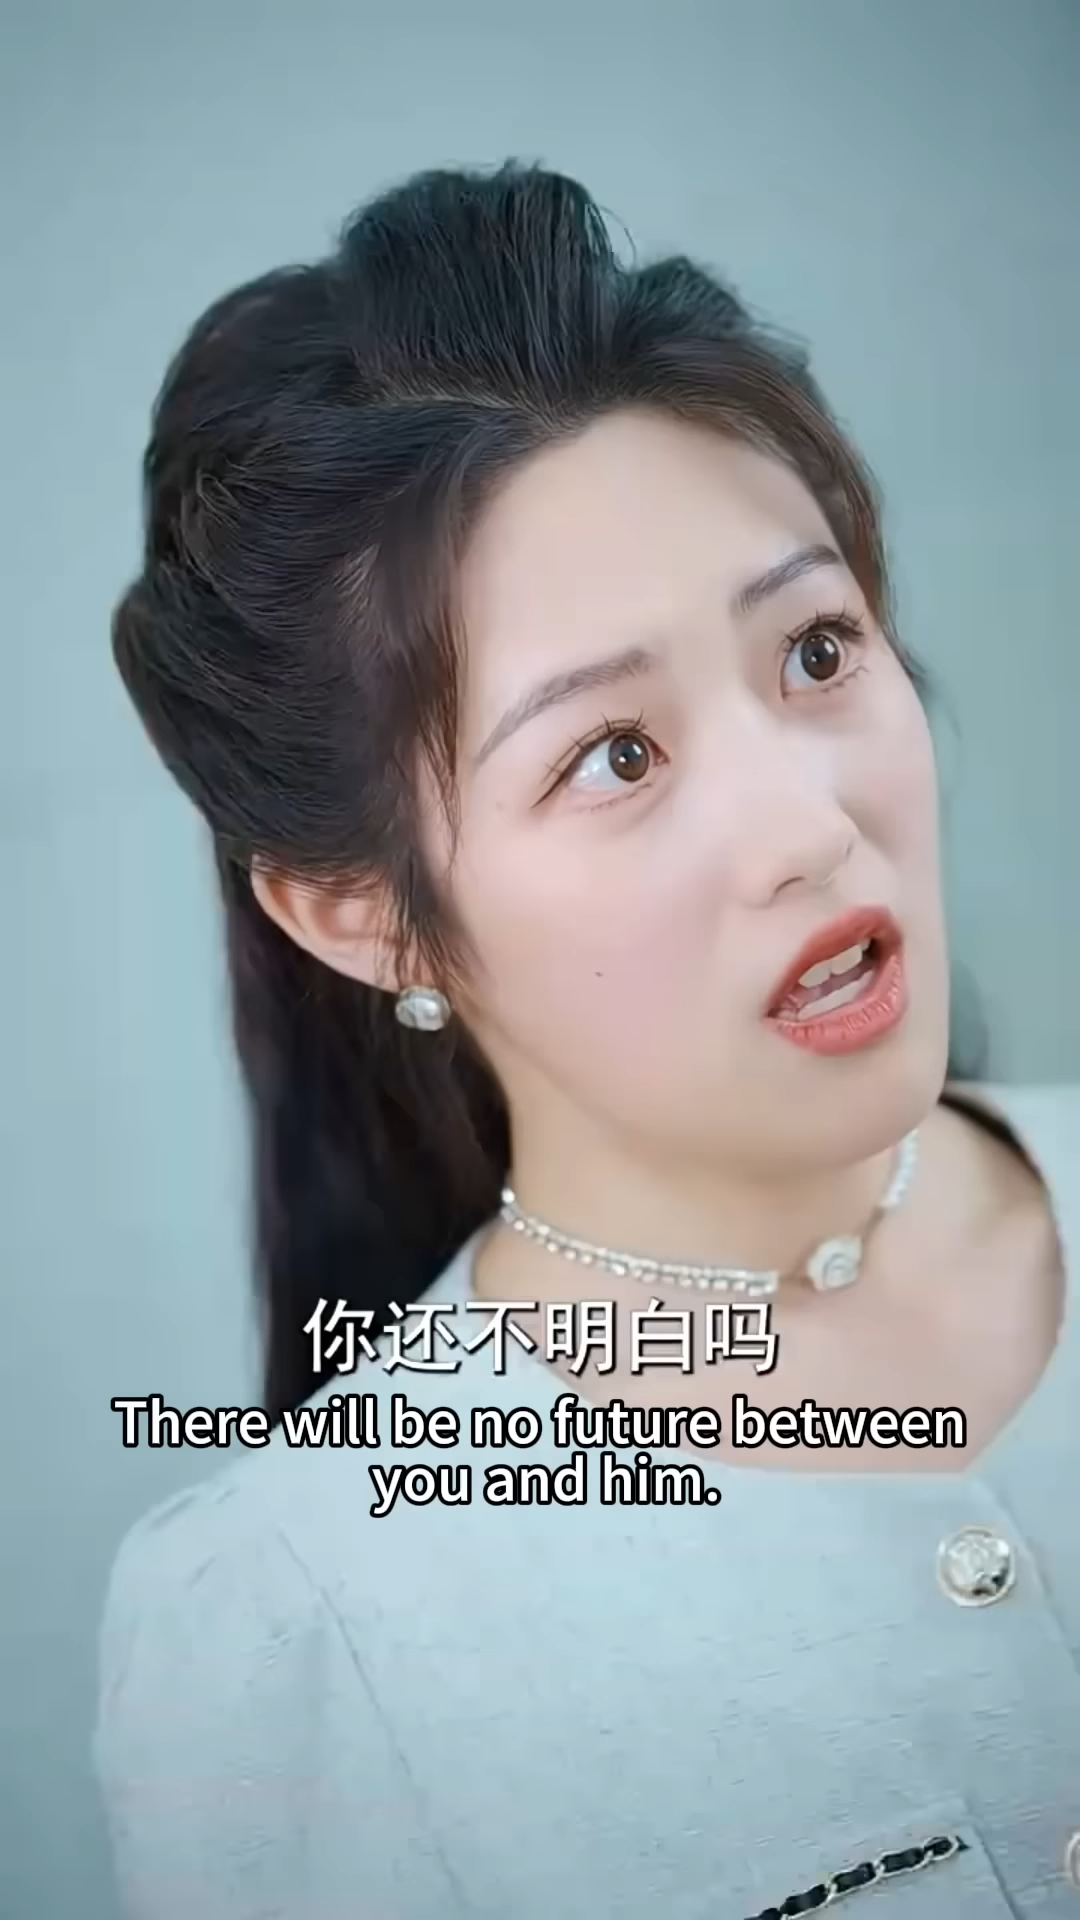 你还不明白吗
There will be no future between
you and him.